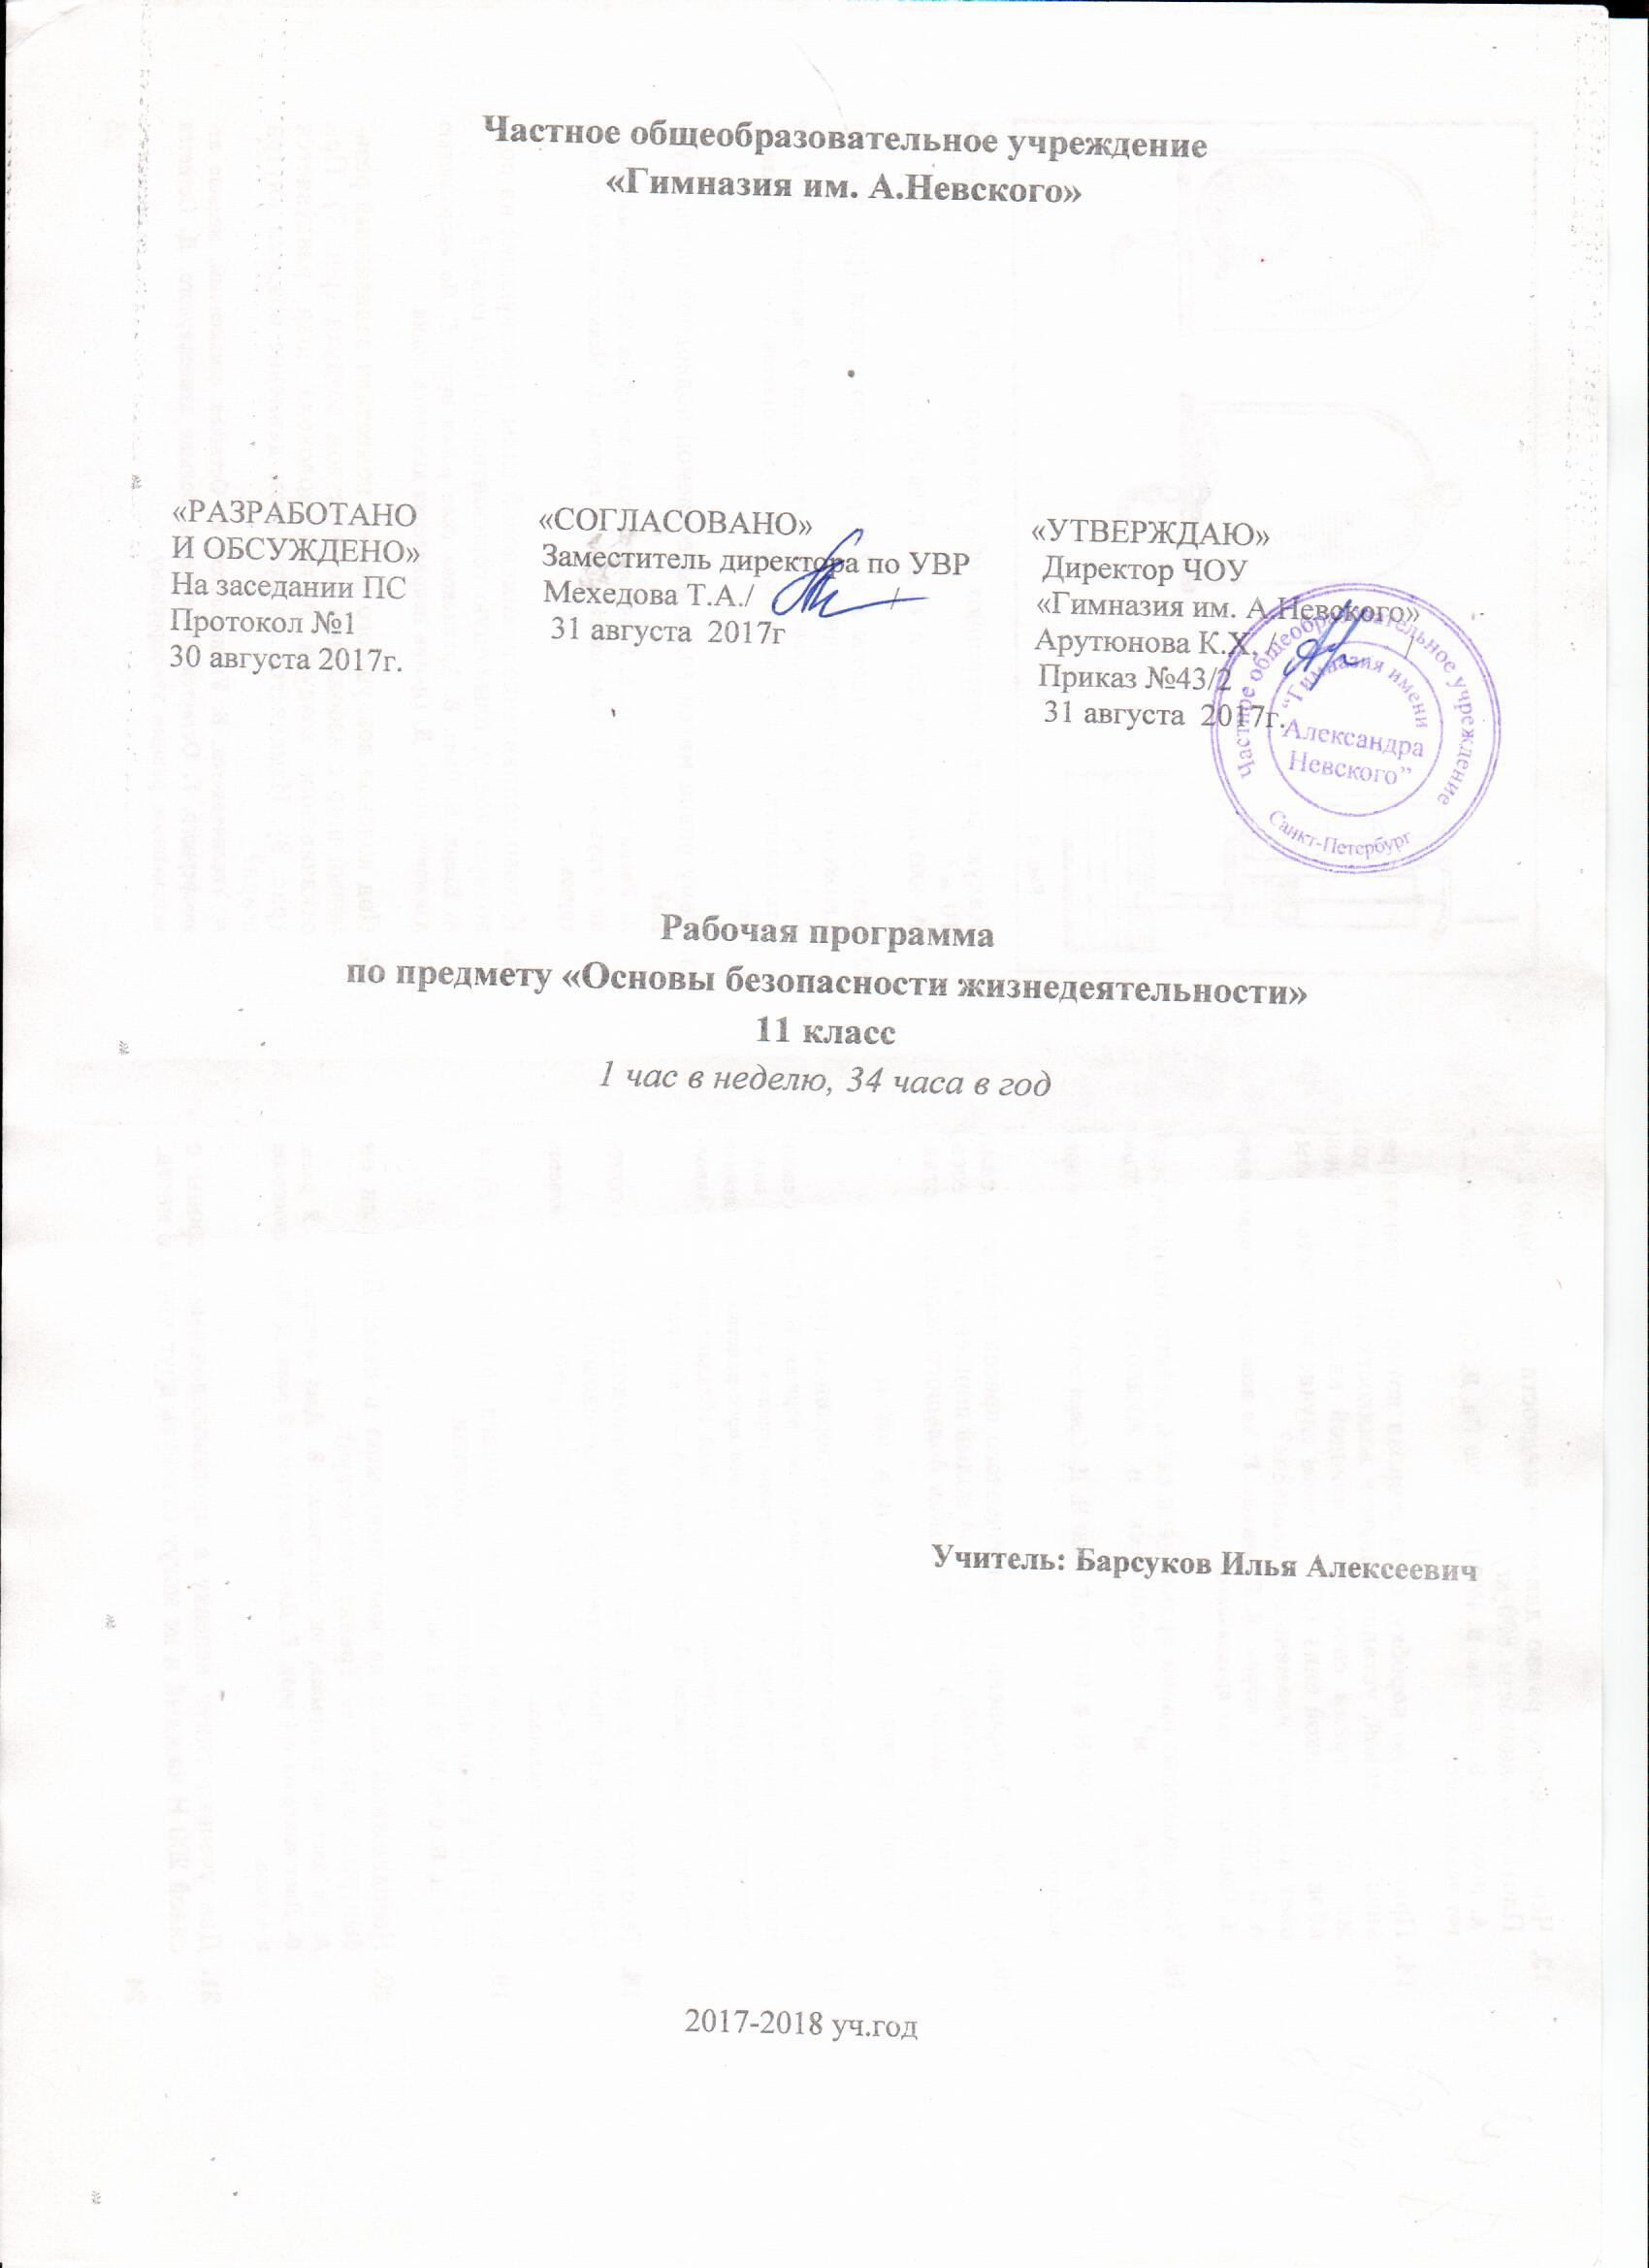 Частное общеобразовательное учреждение
«Гимназия им. А.Невского»
«РАЗРАБОТАНО
И ОБСУЖДЕНО»
На заседании ПС
Протокол №1
30 августа 2017г.
«СОГЛАСОВАНО»
Заместитель директора по УВР
Мехедова Т.А./ /
31 августа 2017г
«УТВЕРЖДАЮ»
Директор ЧОУ
«Гимназия им. А.Невского»
Арутюнова К.Х. / /
Приказ №43/2
31 августа 2017г.
Частное общеобразовательное учреждение
“Гимназия имени
Александра
Невского”
Санкт-Петербург
Рабочая программа
по предмету «Основы безопасности жизнедеятельности»
11 класс
1 час в неделю, 34 часа в год
Учитель: Барсуков Илья Алексеевич
2017-2018 уч.год